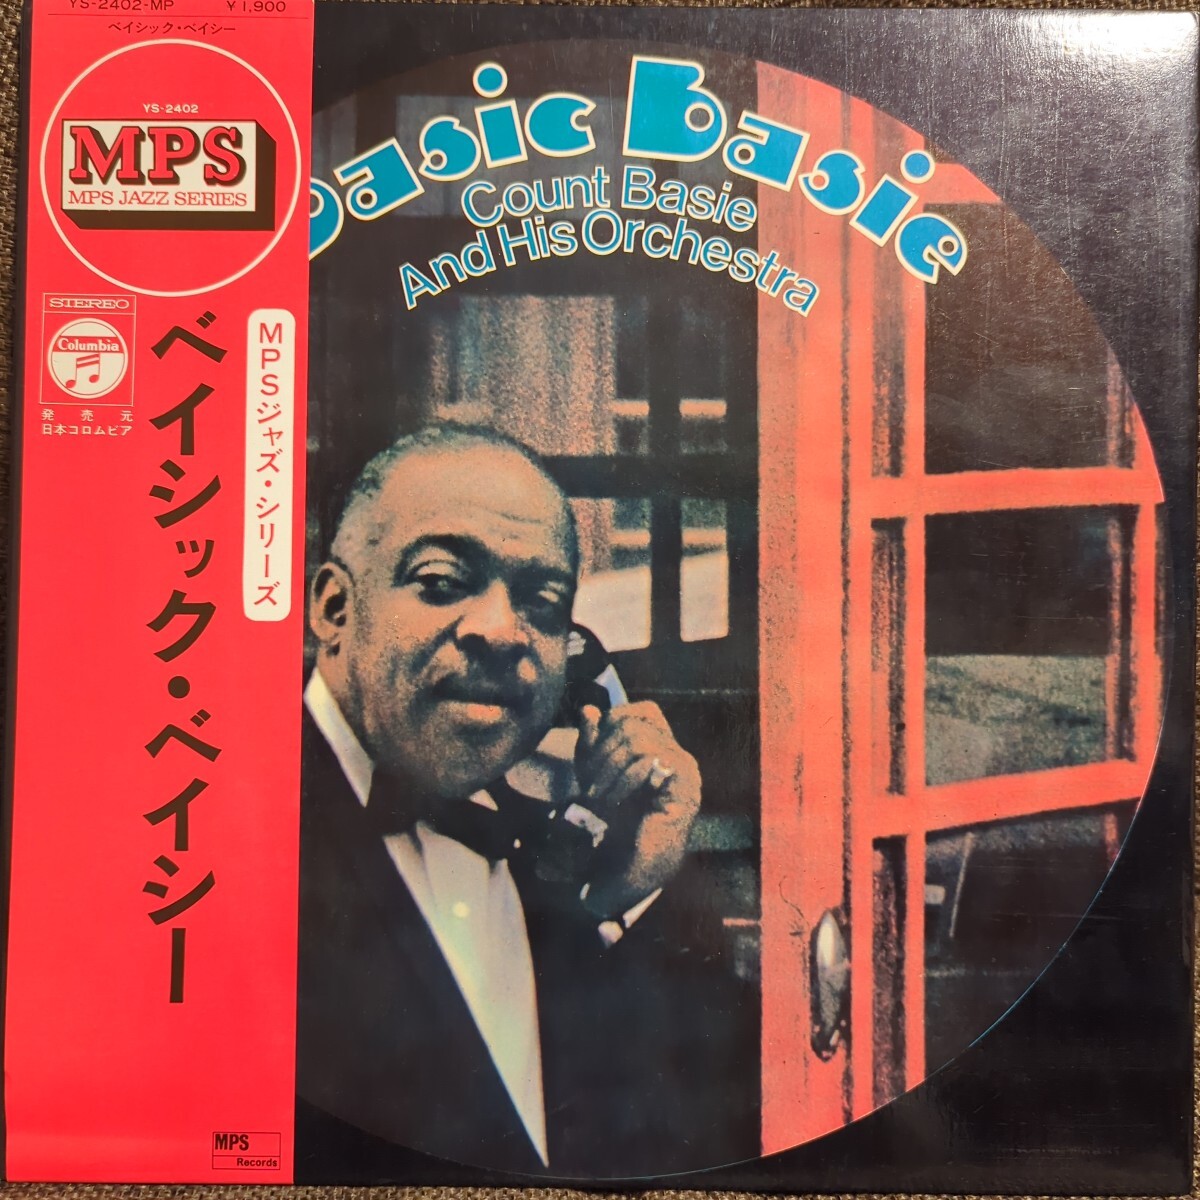 YS-2402-MP ¥1,900
ベイシック・ベイシー
YS-2402
MPS
MPS JAZZ SERIES
STEREO
Columbia
発売元
日本コロムビア
MPSジャズ・シリーズ
ベイシック・ベイシー
MPS
Records
Basic Basie
Count Basie
And His Orchestra